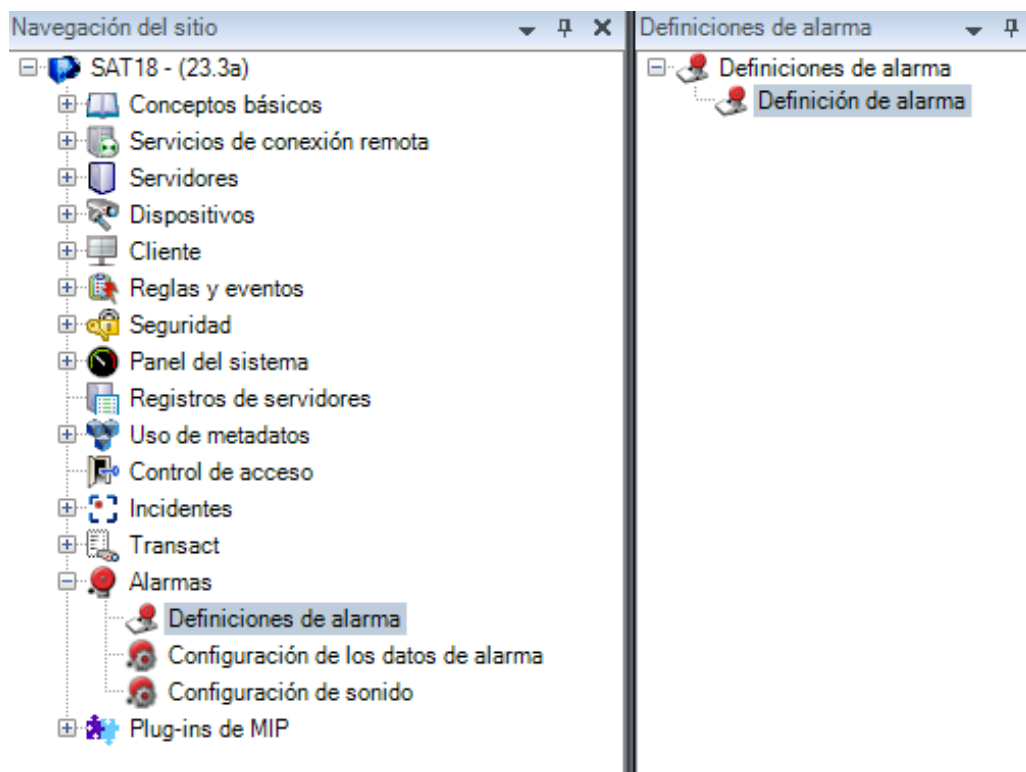 Navegación del sitio
SAT18 - (23.3a)
Conceptos básicos
Servicios de conexión remota
Servidores
Dispositivos
Cliente
Reglas y eventos
Seguridad
Panel del sistema
Registros de servidores
Uso de metadatos
Control de acceso
Incidentes
Transact
Alarmas
Definiciones de alarma
Configuración de los datos de alarma
Configuración de sonido
Plug-ins de MIP
Definiciones de alarma
Definiciones de alarma
Definición de alarma